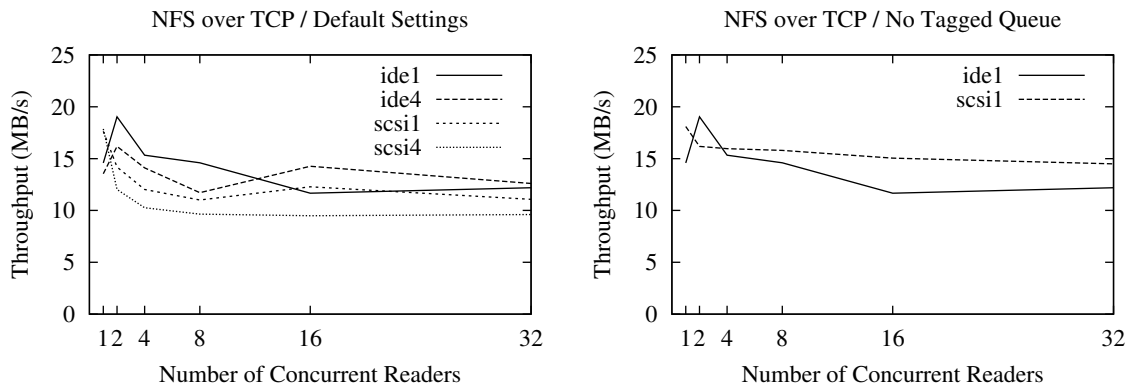 NFS over TCP / Default Settings
25
20
15
10
5
0
1 2 4 8 16 32
Throughput (MB/s)
Number of Concurrent Readers
ide1
ide4
scsi1
scsi4
NFS over TCP / No Tagged Queue
25
20
15
10
5
0
1 2 4 8 16 32
Throughput (MB/s)
Number of Concurrent Readers
ide1
scsi1